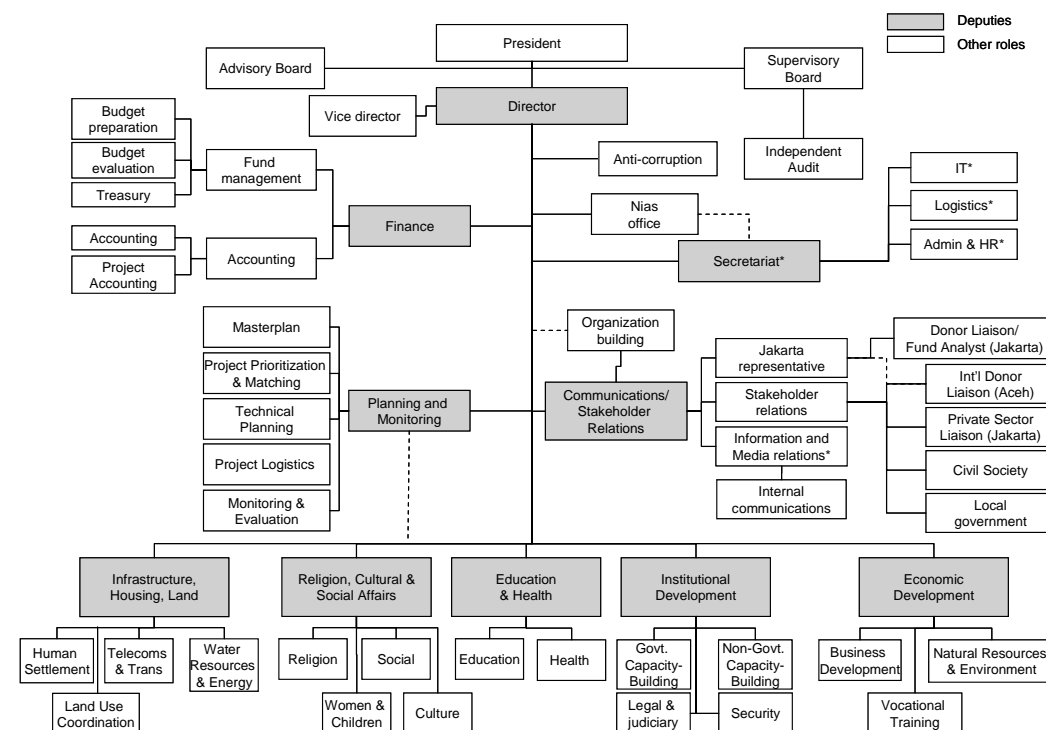 Deputies
Other roles
President
Advisory Board
Supervisory
Board
Director
Vice director
Budget
preparation
Budget
evaluation
Treasury
Fund
management
Anti-corruption
Independent
Audit
IT*
Logistics*
Admin & HR*
Nias
office
Finance
Secretariat*
Accounting
Project
Accounting
Accounting
Masterplan
Project Prioritization
& Matching
Technical
Planning
Project Logistics
Monitoring &
Evaluation
Planning and
Monitoring
Organization
building
Communications/
Stakeholder
Relations
Jakarta
representative
Stakeholder
relations
Information and
Media relations*
Internal
communications
Donor Liaison/
Fund Analyst (Jakarta)
Int'l Donor
Liaison (Aceh)
Private Sector
Liaison (Jakarta)
Civil Society
Local
government
Infrastructure,
Housing, Land
Religion, Cultural &
Social Affairs
Education
& Health
Institutional
Development
Economic
Development
Human
Settlement
Telecoms
& Trans
Water
Resources
& Energy
Land Use
Coordination
Religion
Social
Women &
Children
Culture
Education
Health
Govt.
Capacity-
Building
Non-Govt.
Capacity-
Building
Legal &
judiciary
Security
Business
Development
Natural Resources
& Environment
Vocational
Training